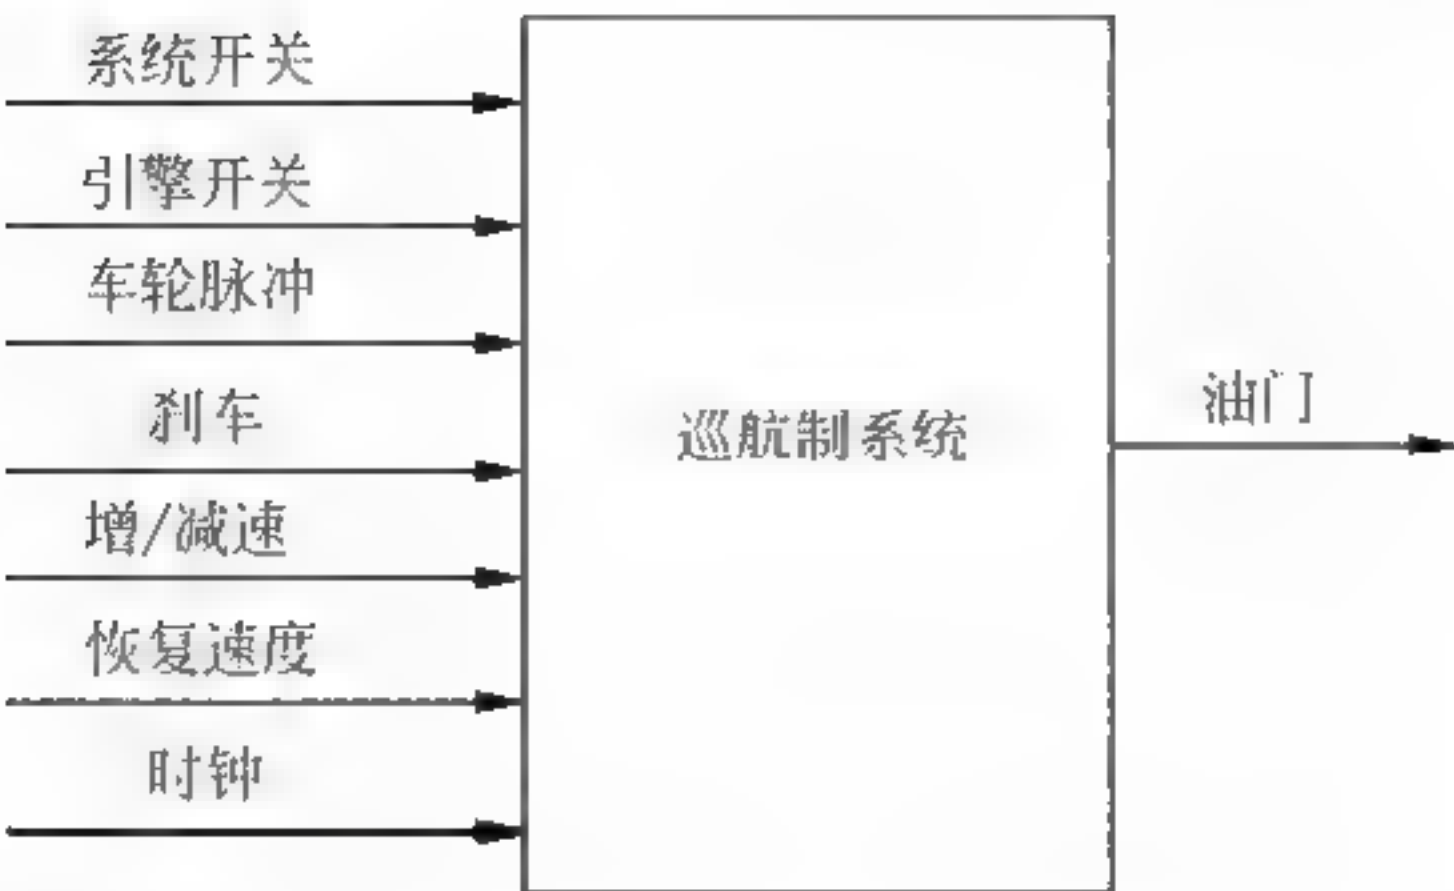 系统开关
引擎开关
车轮脉冲
刹车
增/减速
恢复速度
时钟
巡航制系统
油门